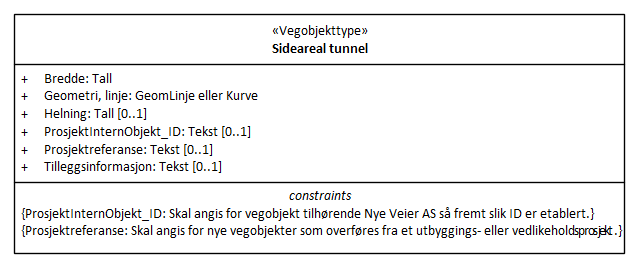 «Vegobjekttype»
Sideareal tunnel
+ Bredde: Tall
+ Geometri, linje: GeomLinje eller Kurve
+ Helning: Tall [0..1]
+ ProsjektInternObjekt_ID: Tekst [0..1]
+ Prosjektreferanse: Tekst [0..1]
+ Tilleggsinformasjon: Tekst [0..1]
constraints
{ProsjektInternObjekt_ID: Skal angis for vegobjekt tilhørende Nye Veier AS så fremt slik ID er etablert.}
{Prosjektreferanse: Skal angis for nye vegobjekter som overføres fra et utbyggings- eller vedlikeholdsprosjekt.}